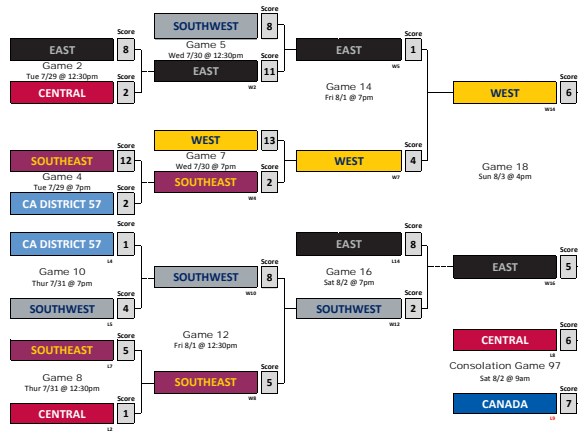 Score
EAST
8
Game 2
Tue 7/29 @ 12:30pm
CENTRAL
2
Score
SOUTHWEST
8
Game 5
Wed 7/30 @ 12:30pm
EAST
11
W2
Score
EAST
1
W5
Game 14
Fri 8/1 @ 7pm
Score
WEST
6
W14
Score
SOUTHEAST
12
Game 4
Tue 7/29 @ 7pm
CA DISTRICT 57
2
Score
WEST
13
Game 7
Wed 7/30 @ 7pm
SOUTHEAST
2
W4
Score
WEST
4
W7
Game 18
Sun 8/3 @ 4pm
Score
CA DISTRICT 57
1
L4
Game 10
Thur 7/31 @ 7pm
SOUTHWEST
4
L5
Score
SOUTHWEST
8
W10
Score
EAST
8
L14
Game 16
Sat 8/2 @ 7pm
SOUTHWEST
2
W12
Score
EAST
5
W16
Score
SOUTHEAST
5
L7
Game 8
Thur 7/31 @ 12:30pm
CENTRAL
1
L2
Game 12
Fri 8/1 @ 12:30pm
Score
SOUTHEAST
5
W8
Score
CENTRAL
6
L8
Consolation Game 97
Sat 8/2 @ 9am
CANADA
7
L9